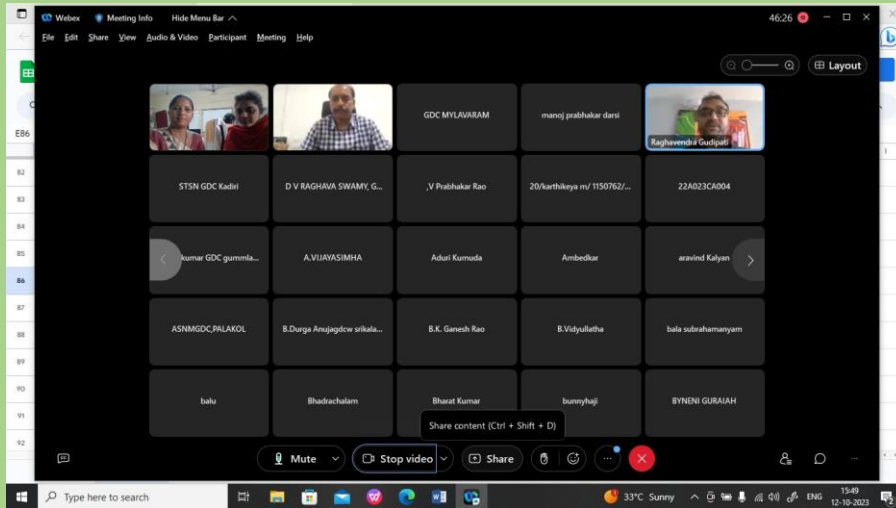 Webex Meeting Info Hide Menu Bar 46:26
File Edit Share View Audio & Video Participant Meeting Help
Layout
E86
82
83
84
85
86
87
88
89
90
91
92
GDC MYLAVARAM
manoj prabhakar darsi
Raghavendra Gudipati
STSN GDC Kadiri
D V RAGHAVA SWAMY, G...
,V Prabhakar Rao
20/karthikeya m/ 1150762/...
22A023CA004
kumar GDC gummla...
A.VIJAYASIMHA
Aduri Kumuda
Ambedkar
aravind Kalyan
ASNMGDC,PALAKOL
B.Durga Anujagdcw srikala...
B.K. Ganesh Rao
B.Vidyullatha
bala subrahamanyam
balu
Bhadrachalam
Bharat Kumar
bunnyhaji
BYNENI GURAIAH
Share content (Ctrl + Shift + D)
Mute Stop video Share
Type here to search
33°C Sunny ENG 15:49
12-10-2023